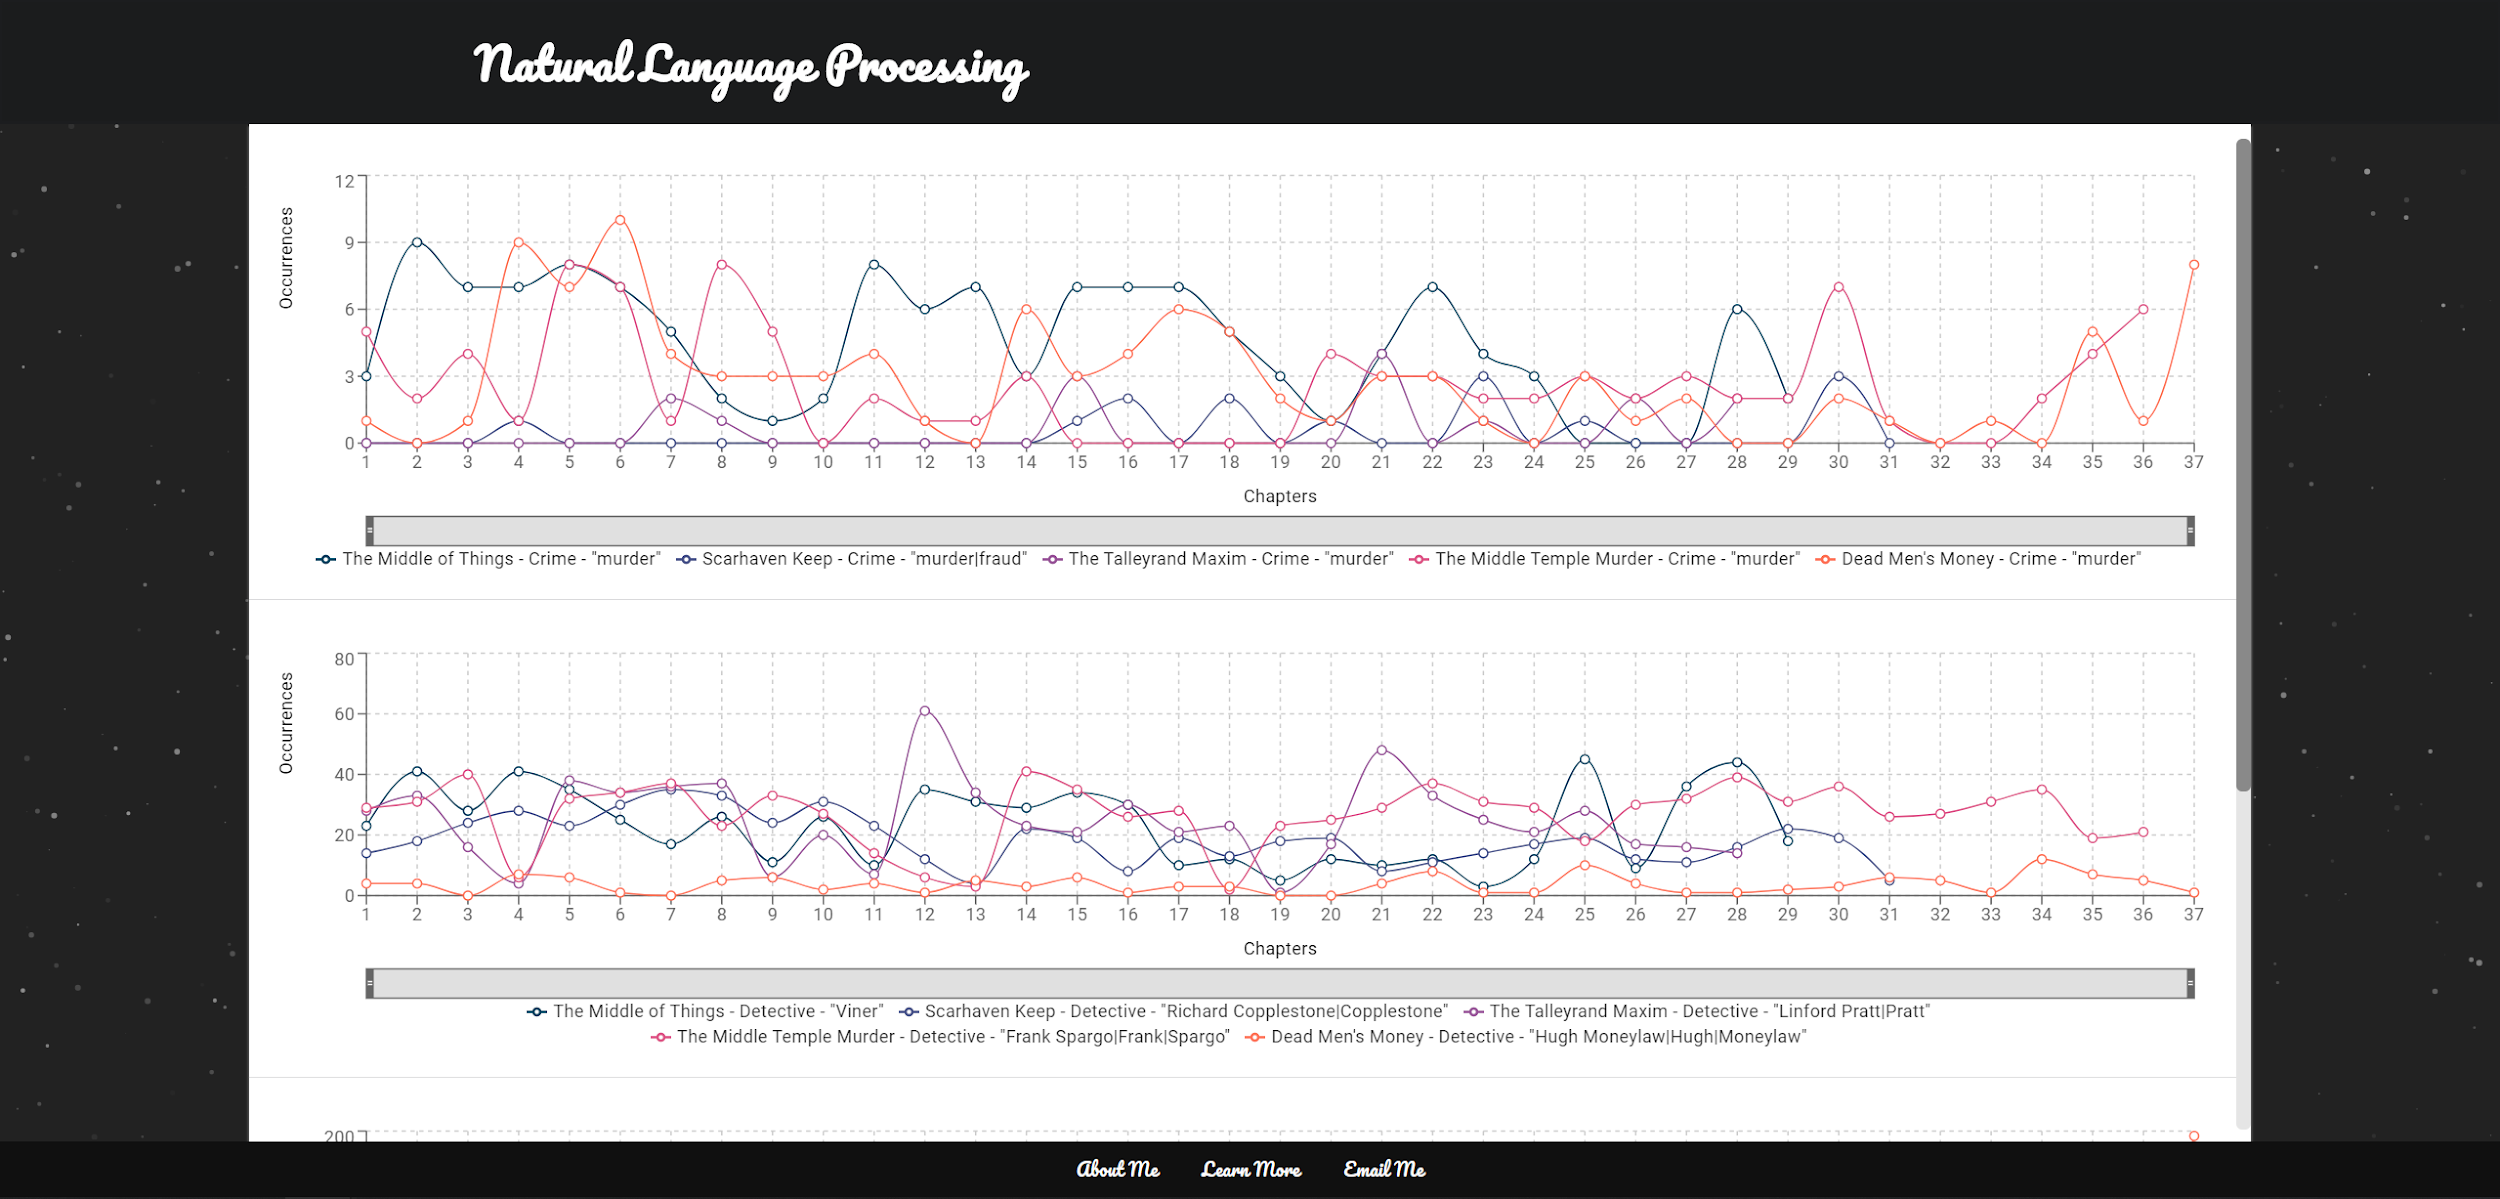 Natural Language Processing
Occurrences
12
9
6
3
0
1 2 3 4 5 6 7 8 9 10 11 12 13 14 15 16 17 18 19 20 21 22 23 24 25 26 27 28 29 30 31 32 33 34 35 36 37
Chapters
The Middle of Things - Crime - "murder" Scarhaven Keep - Crime - "murder|fraud" The Talleyrand Maxim - Crime - "murder" The Middle Temple Murder - Crime - "murder" Dead Men's Money - Crime - "murder"
Occurrences
80
60
40
20
0
1 2 3 4 5 6 7 8 9 10 11 12 13 14 15 16 17 18 19 20 21 22 23 24 25 26 27 28 29 30 31 32 33 34 35 36 37
Chapters
The Middle of Things - Detective - "Viner" Scarhaven Keep - Detective - "Richard Copplestone|Copplestone" The Talleyrand Maxim - Detective - "Linford Pratt|Pratt"
The Middle Temple Murder - Detective - "Frank Spargo|Frank|Spargo" Dead Men's Money - Detective - "Hugh Moneylaw|Hugh|Moneylaw"
200
About Me Learn More Email Me